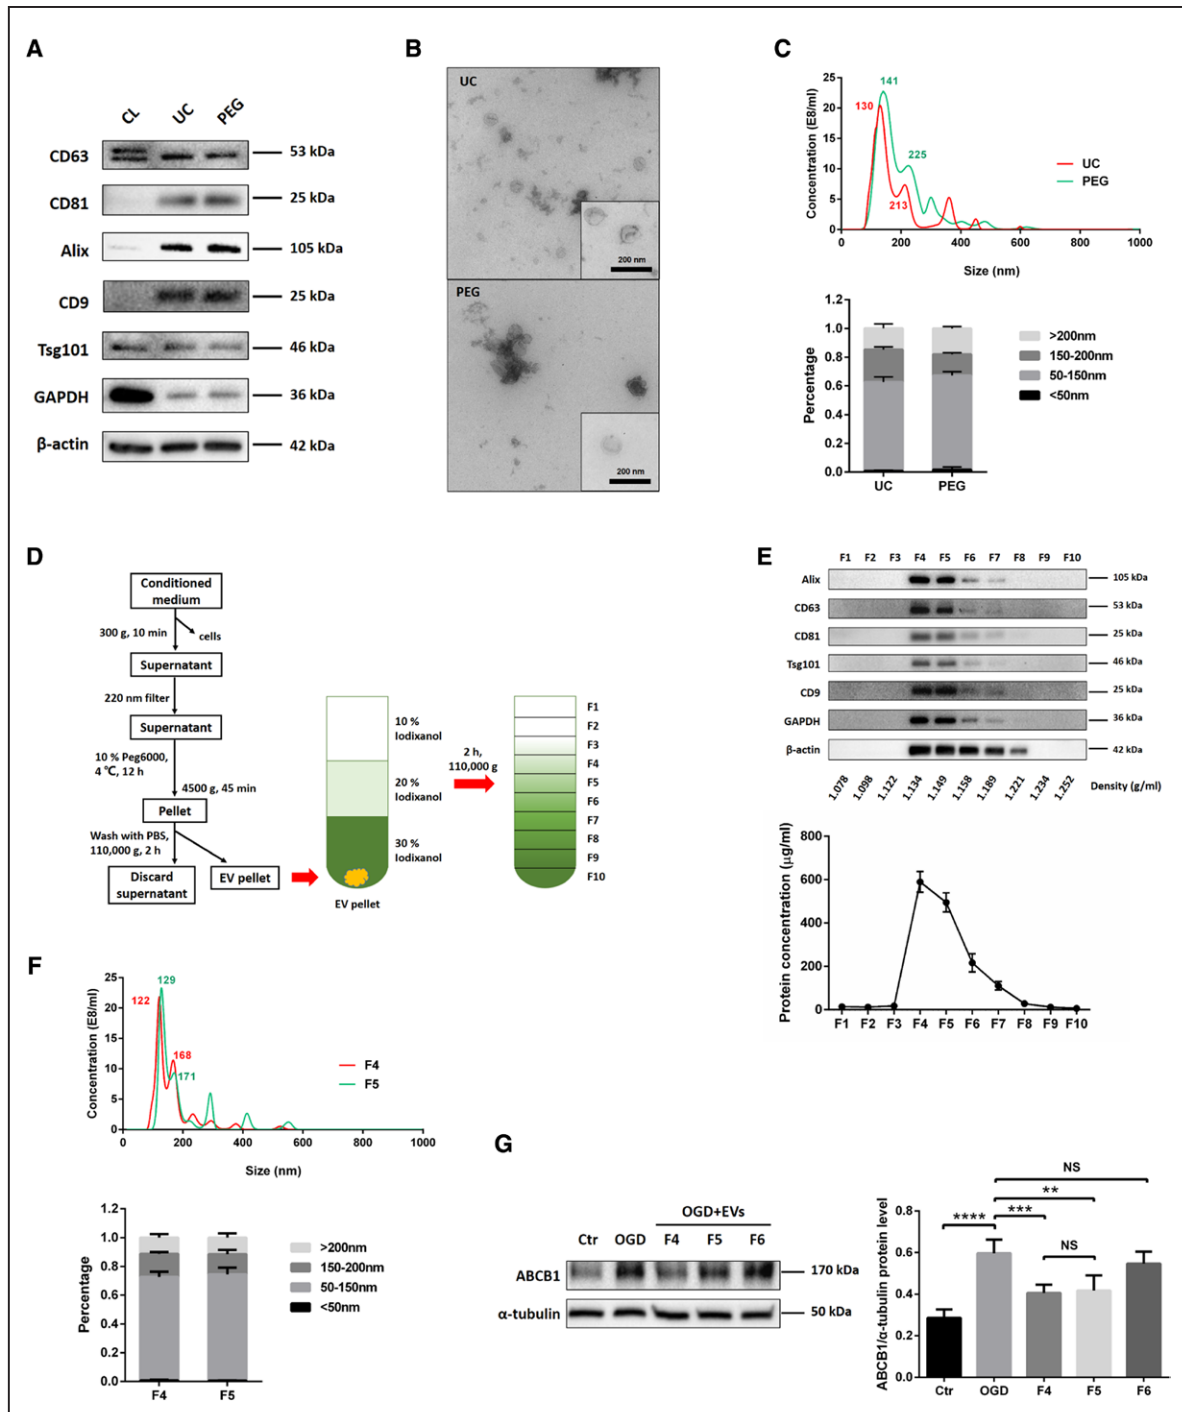 A
CL UC PEG
CD63 53 kDa
CD81 25 kDa
Alix 105 kDa
CD9 25 kDa
Tsg101 46 kDa
GAPDH 36 kDa
β-actin 42 kDa
B
UC
200 nm
PEG
200 nm
C
Concentration (E8/ml)
25
20
15
10
5
0
141
130
225
213
UC
PEG
0 200 400 600 800 1000
Size (nm)
Percentage
1.2
1.0
0.8
0.6
0.4
0.2
0.0
UC PEG
>200nm
150-200nm
50-150nm
<50nm
D
Conditioned
medium
300 g, 10 min
cells
Supernatant
220 nm filter
Supernatant
10 % Peg6000,
4 ℃, 12 h
4500 g, 45 min
Pellet
Wash with PBS,
110,000 g, 2 h
Discard
supernatant
EV pellet
10 %
Iodixanol
20 %
Iodixanol
30 %
Iodixanol
EV pellet
2 h,
110,000 g
F1
F2
F3
F4
F5
F6
F7
F8
F9
F10
E
F1 F2 F3 F4 F5 F6 F7 F8 F9 F10
Alix 105 kDa
CD63 53 kDa
CD81 25 kDa
Tsg101 46 kDa
CD9 25 kDa
GAPDH 36 kDa
β-actin 42 kDa
1.078 1.098 1.122 1.134 1.149 1.158 1.189 1.221 1.234 1.252 Density (g/ml)
Protein concentration (μg/ml)
800
600
400
200
0
F1 F2 F3 F4 F5 F6 F7 F8 F9 F10
F
Concentration (E8/ml)
25
20
15
10
5
0
129
122
168
171
F4
F5
0 200 400 600 800 1000
Size (nm)
Percentage
1.2
1.0
0.8
0.6
0.4
0.2
0.0
F4 F5
>200nm
150-200nm
50-150nm
<50nm
G
OGD+EVs
Ctr OGD F4 F5 F6
ABCB1 170 kDa
α-tubulin 50 kDa
ABCB1/α-tubulin protein level
0.8
0.6
0.4
0.2
0.0
NS
**
**** ***
NS
Ctr OGD F4 F5 F6